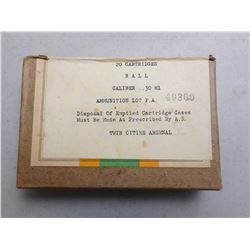 20 CARTRIDGES
BALL
CALIBER .30 M1
AMMUNITION LOT F.A. 49300
Disposal Of Emptied Cartridge Cases
Must Be Made As Prescribed By A.R.
TWIN CITIES ARSENAL